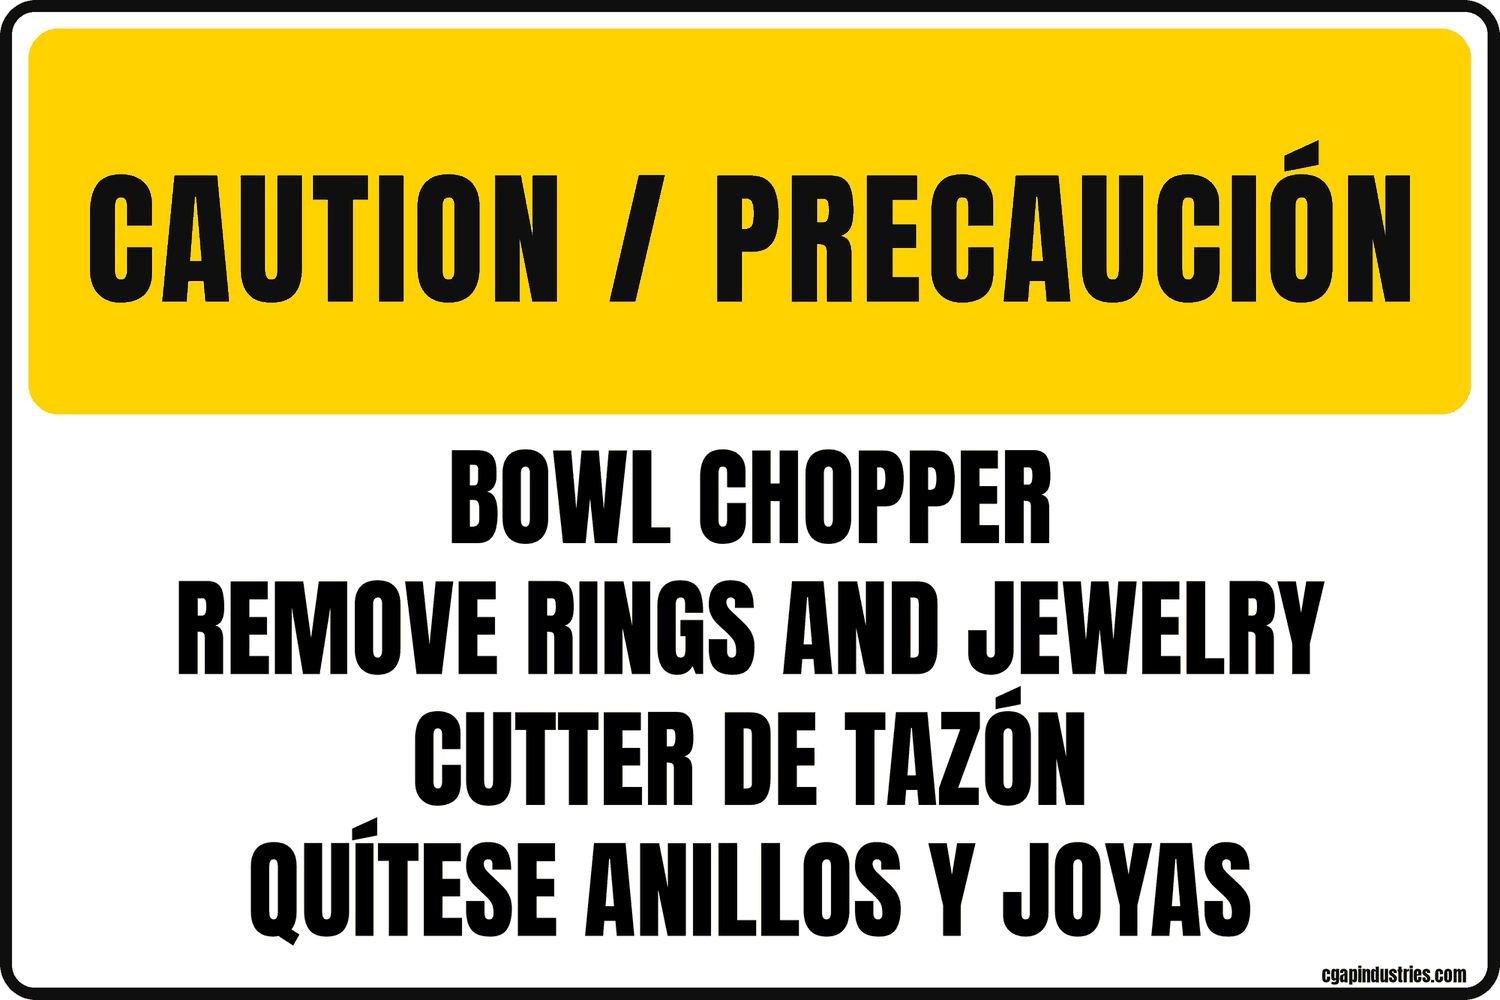 CAUTION / PRECAUCIÓN
BOWL CHOPPER
REMOVE RINGS AND JEWELRY
CUTTER DE TAZÓN
QUÍTESE ANILLOS Y JOYAS
cgapindustries.com